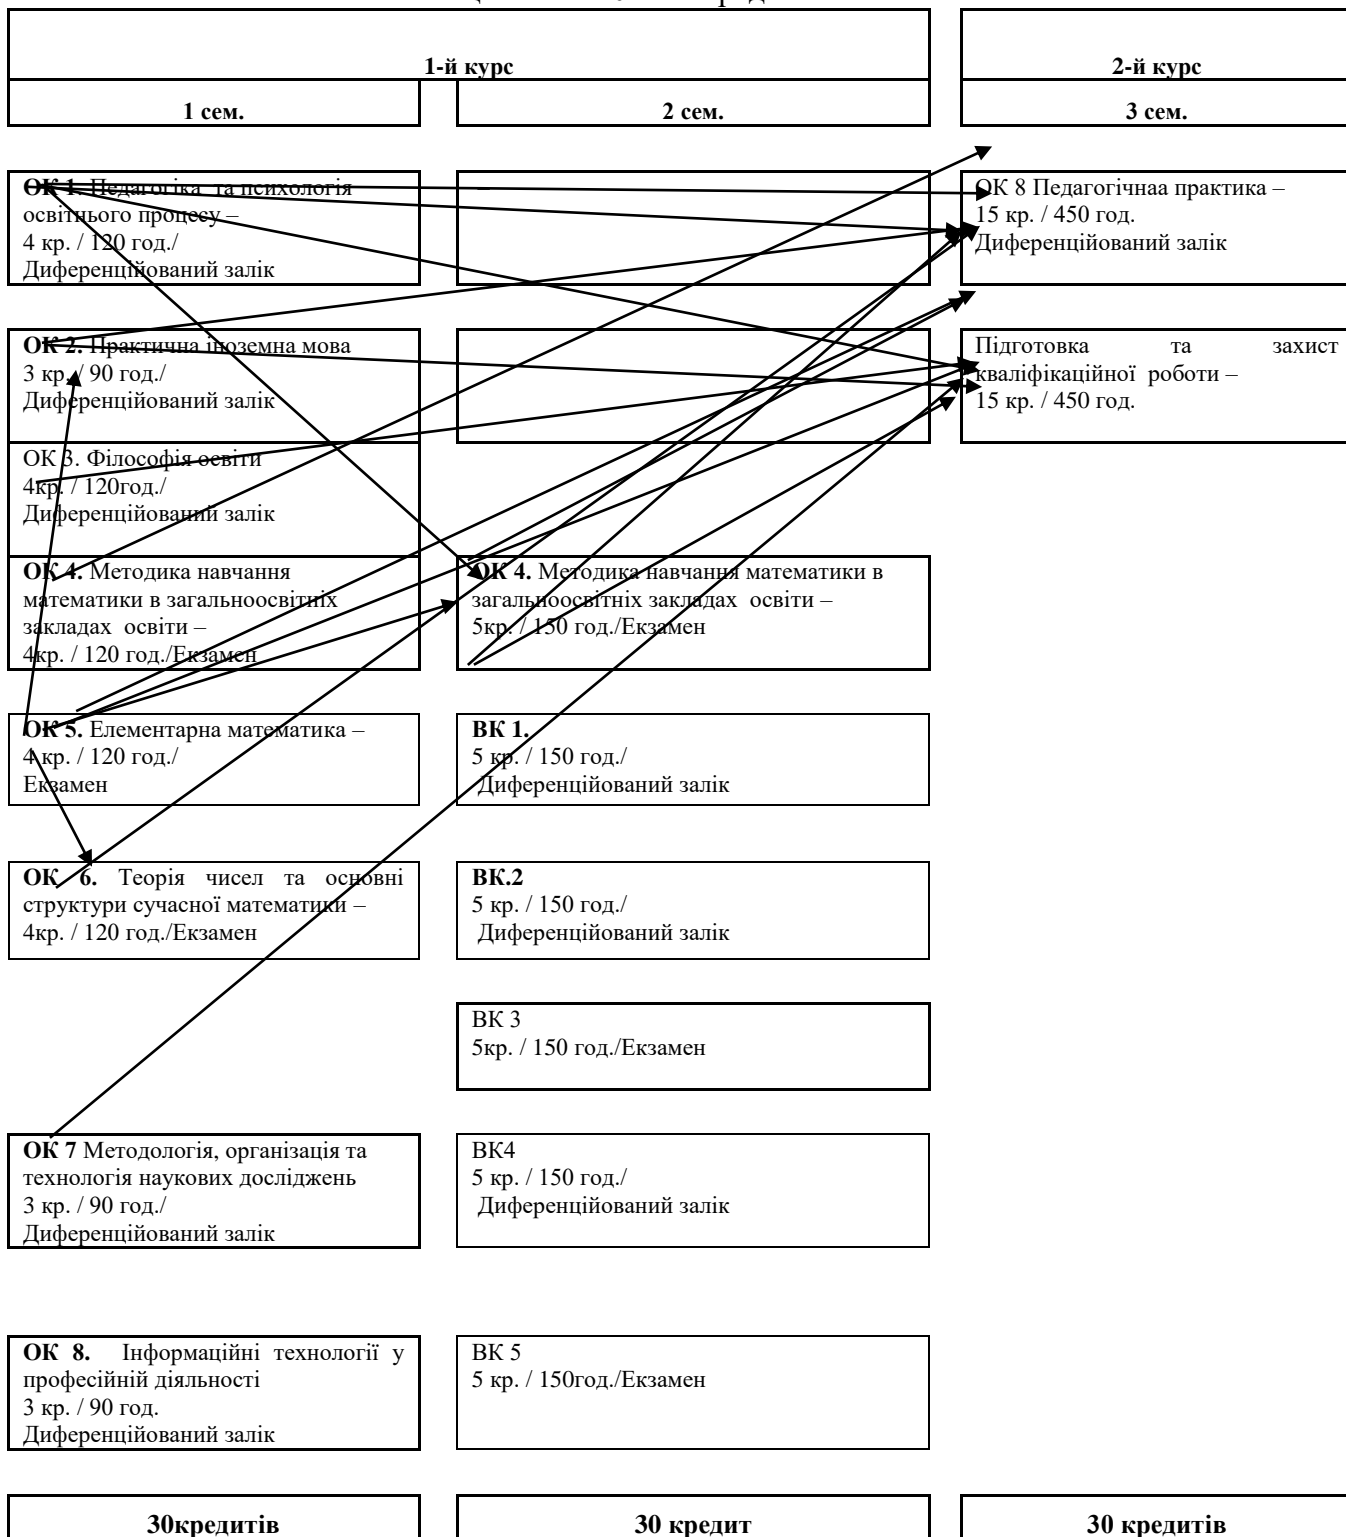 1-й курс
2-й курс
1 сем.
2 сем.
3 сем.
ОК 1. Педагогіка та психологія
освітнього процесу –
4 кр. / 120 год./
Диференційований залік
ОК 8 Педагогічнаа практика –
15 кр. / 450 год.
Диференційований залік
ОК 2. Практична іноземна мова
3 кр. / 90 год./
Диференційований залік
Підготовка та захист
кваліфікаційної роботи –
15 кр. / 450 год.
ОК 3. Філософія освіти
4кр. / 120год./
Диференційований залік
ОК 4. Методика навчання
математики в загальноосвітніх
закладах освіти –
4кр. / 120 год./Екзамен
ОК 4. Методика навчання математики в
загальноосвітніх закладах освіти –
5кр. / 150 год./Екзамен
ОК 5. Елементарна математика –
4 кр. / 120 год./
Екзамен
ВК 1.
5 кр. / 150 год./
Диференційований залік
ОК 6. Теорія чисел та основні
структури сучасної математики –
4кр. / 120 год./Екзамен
ВК.2
5 кр. / 150 год./
Диференційований залік
ВК 3
5кр. / 150 год./Екзамен
ОК 7 Методологія, організація та
технологія наукових досліджень
3 кр. / 90 год./
Диференційований залік
ВК4
5 кр. / 150 год./
Диференційований залік
ОК 8. Інформаційні технології у
професійній діяльності
3 кр. / 90 год.
Диференційований залік
ВК 5
5 кр. / 150год./Екзамен
30кредитів
30 кредит
30 кредитів